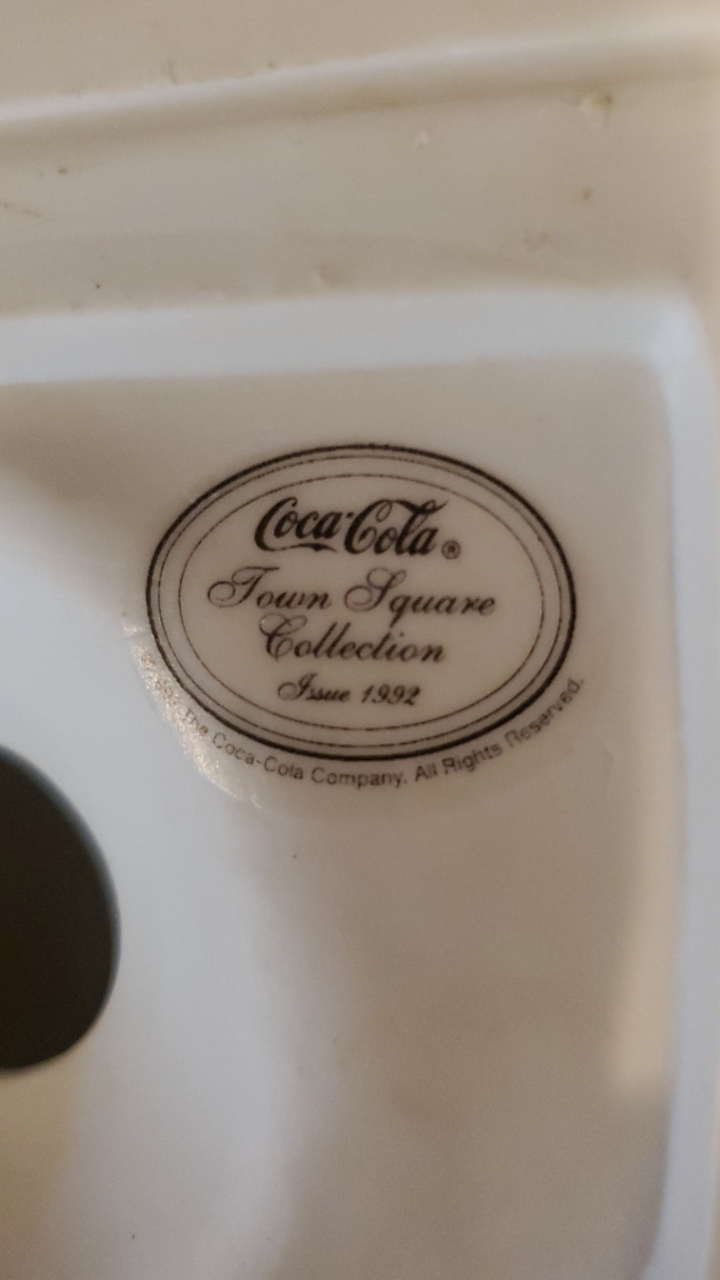 Coca-Cola®
Town Square
Collection
Issue 1992
The Coca-Cola Company. All Rights Reserved.